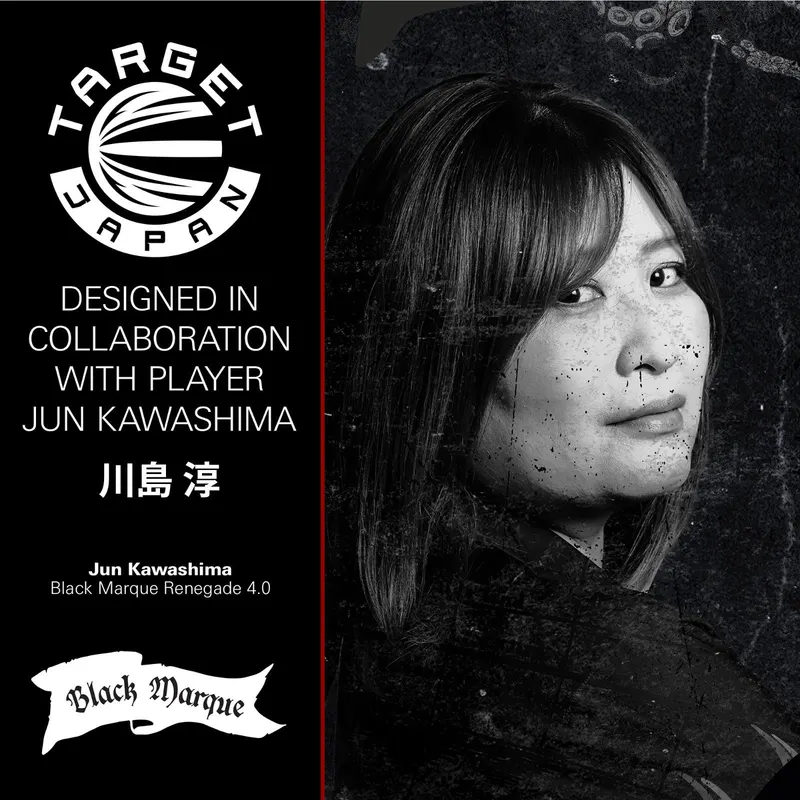 TARGET
JAPAN
DESIGNED IN
COLLABORATION
WITH PLAYER
JUN KAWASHIMA
川島 淳
Jun Kawashima
Black Marque Renegade 4.0
Black Marque